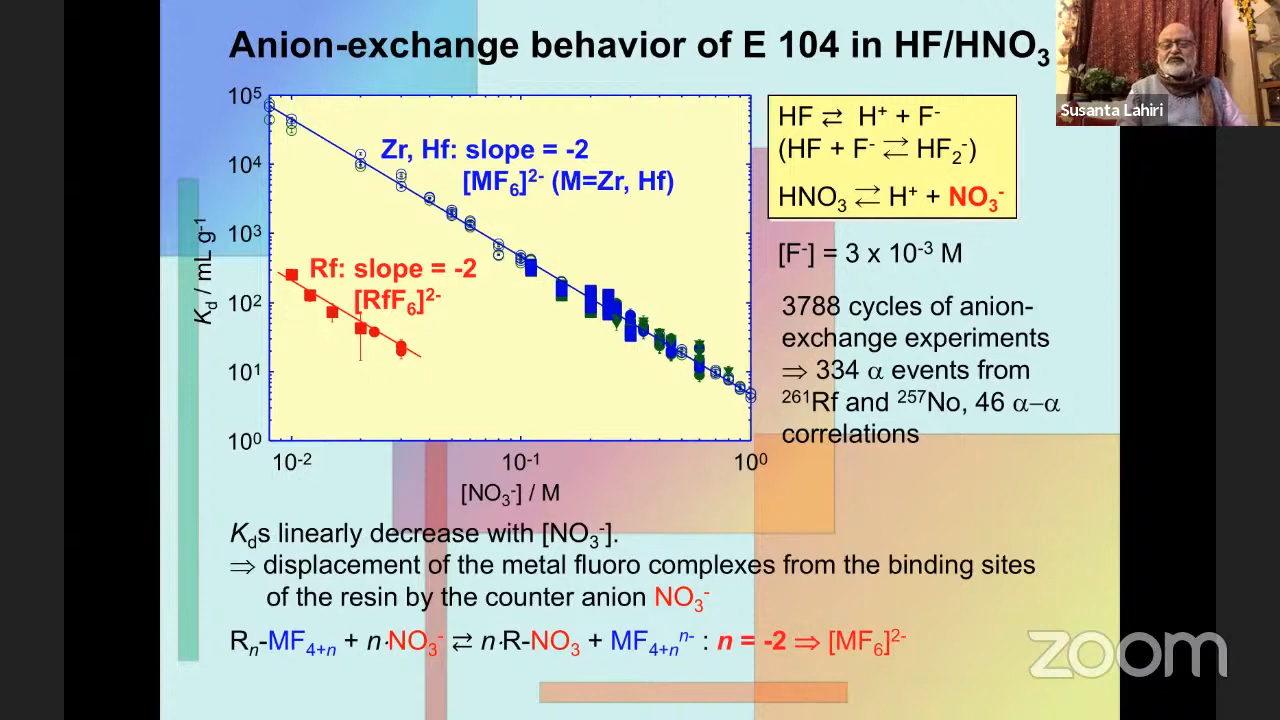 Anion-exchange behavior of E 104 in HF/HNO₃
Susanta Lahiri
10⁵
10⁴
10³
10²
10¹
10⁰
K_d / mL g⁻¹
Zr, Hf: slope = -2
[MF₆]²⁻ (M=Zr, Hf)
Rf: slope = -2
[RfF₆]²⁻
10⁻²
10⁻¹
10⁰
[NO₃⁻] / M
HF ⇄ H⁺ + F⁻
(HF + F⁻ ⇄ HF₂⁻)
HNO₃ ⇄ H⁺ + NO₃⁻
[F⁻] = 3 x 10⁻³ M
3788 cycles of anion-
exchange experiments
⇒ 334 α events from
²⁶¹Rf and ²⁵⁷No, 46 α−α
correlations
K_ds linearly decrease with [NO₃⁻].
⇒ displacement of the metal fluoro complexes from the binding sites
of the resin by the counter anion NO₃⁻
Rₙ-MF₄₊ₙ + n·NO₃⁻ ⇄ n·R-NO₃ + MF₄₊ₙⁿ⁻ : n = -2 ⇒ [MF₆]²⁻
zoom